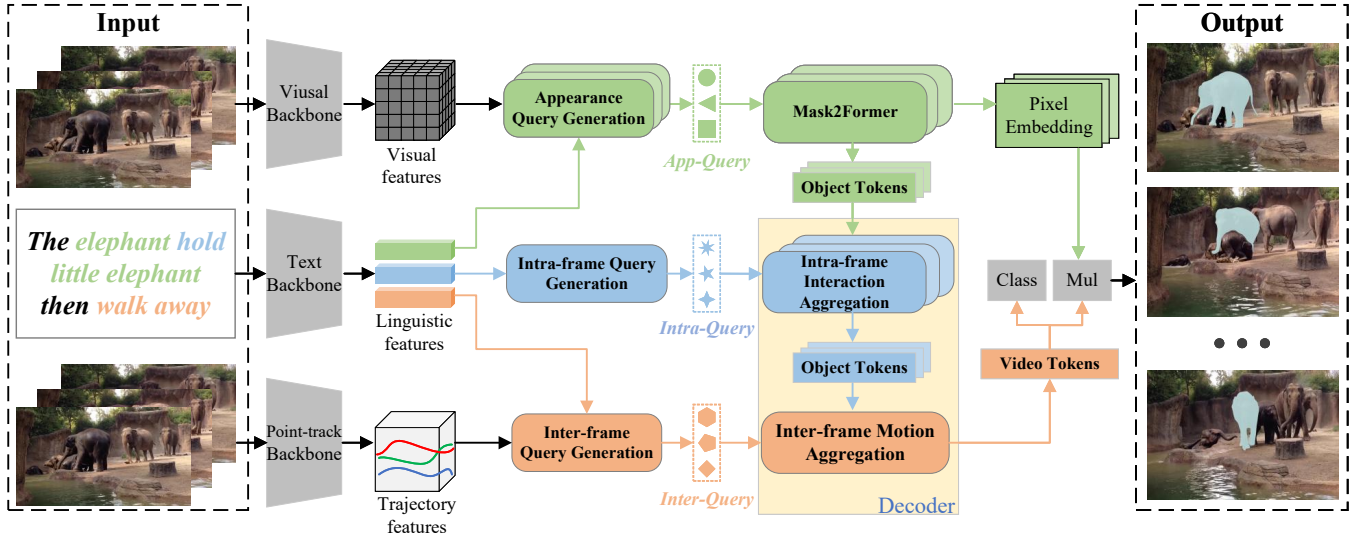 Input
Viusal
Backbone
Visual
features
Appearance
Query Generation
App-Query
Mask2Former
Object Tokens
Pixel
Embedding
Output
The elephant hold
little elephant
then walk away
Text
Backbone
Linguistic
features
Intra-frame Query
Generation
Intra-Query
Intra-frame
Interaction
Aggregation
Object Tokens
Class
Mul
Video Tokens
Point-track
Backbone
Trajectory
features
Inter-frame
Query Generation
Inter-Query
Inter-frame Motion
Aggregation
Decoder